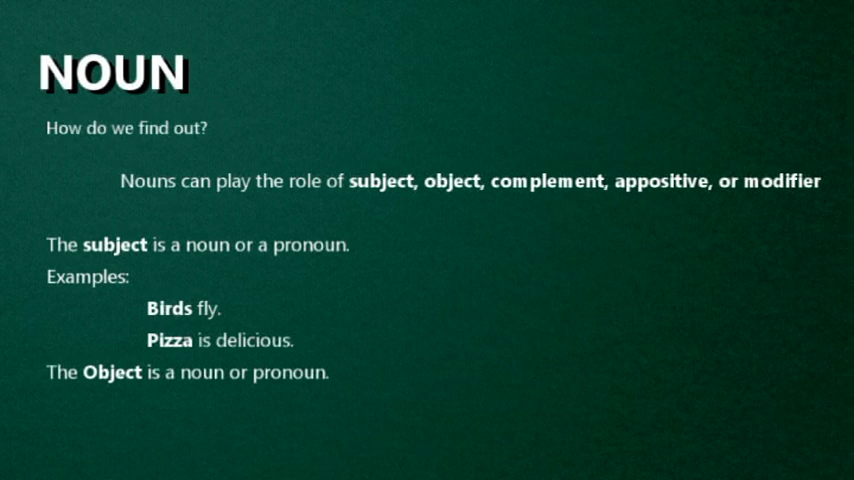 NOUN
How do we find out?
Nouns can play the role of subject, object, complement, appositive, or modifier
The subject is a noun or a pronoun.
Examples:
Birds fly.
Pizza is delicious.
The Object is a noun or pronoun.